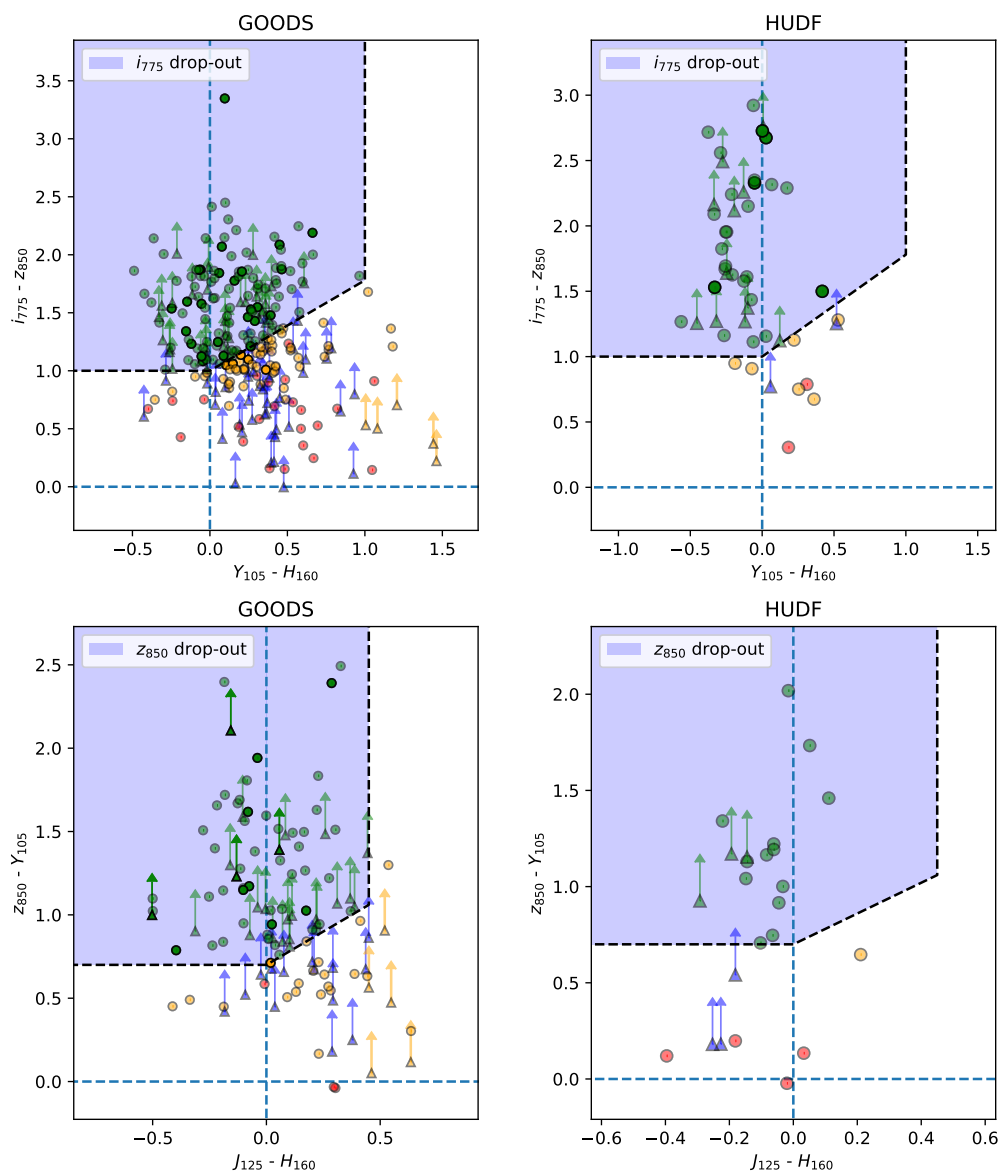 GOODS
i775 drop-out
3.5
3.0
2.5
2.0
1.5
1.0
0.5
0.0
i775 - z850
−0.5
0.0
0.5
1.0
1.5
Y105 - H160
HUDF
i775 drop-out
3.0
2.5
2.0
1.5
1.0
0.5
0.0
i775 - z850
−1.0
−0.5
0.0
0.5
1.0
1.5
Y105 - H160
GOODS
z850 drop-out
2.5
2.0
1.5
1.0
0.5
0.0
z850 - Y105
−0.5
0.0
0.5
J125 - H160
HUDF
z850 drop-out
2.0
1.5
1.0
0.5
0.0
z850 - Y105
−0.6
−0.4
−0.2
0.0
0.2
0.4
0.6
J125 - H160